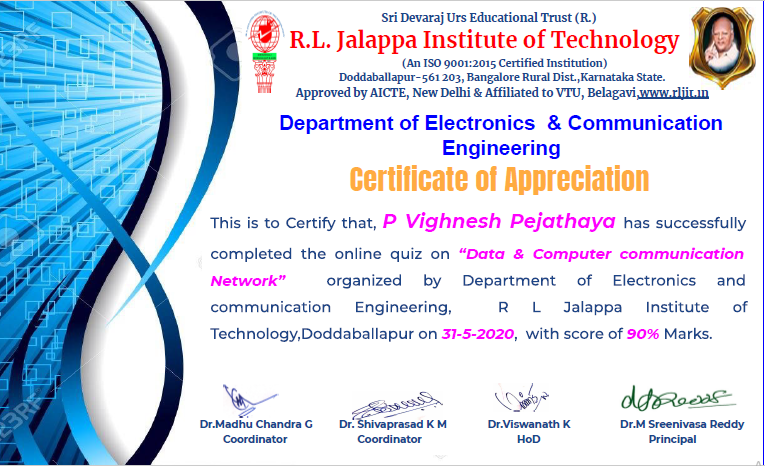 Sri Devaraj Urs Educational Trust (R.)
R.L. Jalappa Institute of Technology
(An ISO 9001:2015 Certified Institution)
Doddaballapur-561 203, Bangalore Rural Dist.,Karnataka State.
Approved by AICTE, New Delhi & Affiliated to VTU, Belagavi,www.rljit.in
Department of Electronics & Communication
Engineering
Certificate of Appreciation
This is to Certify that, P Vighnesh Pejathaya has successfully
completed the online quiz on “Data & Computer communication
Network” organized by Department of Electronics and
communication Engineering, R L Jalappa Institute of
Technology,Doddaballapur on 31-5-2020, with score of 90% Marks.
Dr.Madhu Chandra G
Coordinator
Dr. Shivaprasad K M
Coordinator
Dr.Viswanath K
HoD
Dr.M Sreenivasa Reddy
Principal